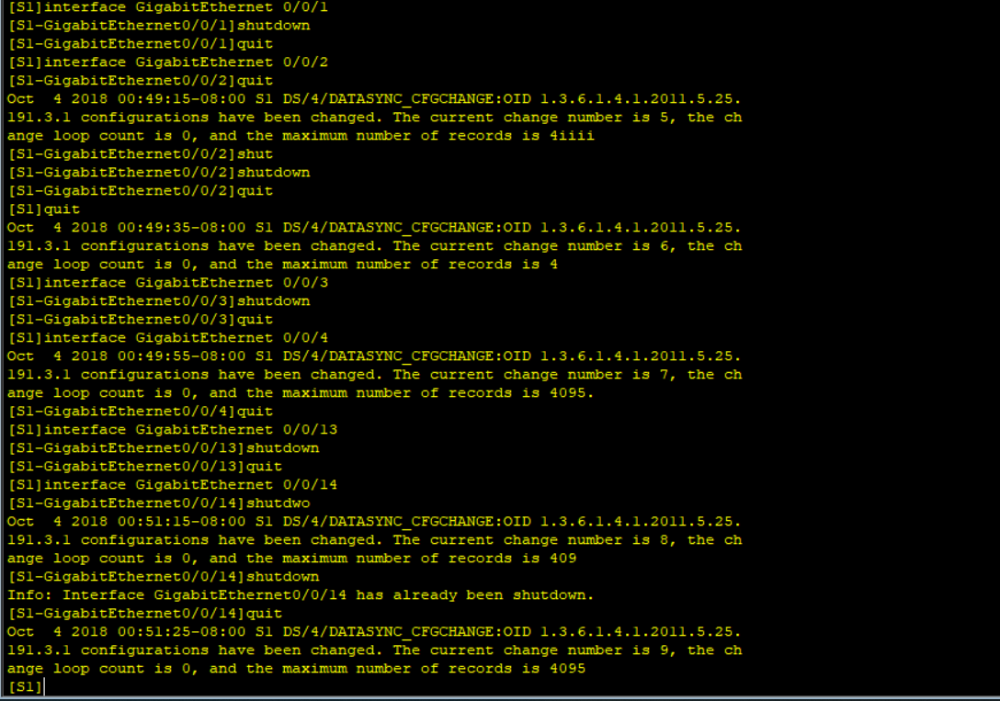 [S1]interface GigabitEthernet 0/0/1
[S1-GigabitEthernet0/0/1]shutdown
[S1-GigabitEthernet0/0/1]quit
[S1]interface GigabitEthernet 0/0/2
[S1-GigabitEthernet0/0/2]quit
Oct  4 2018 00:49:15-08:00 S1 DS/4/DATASYNC_CFGCHANGE:OID 1.3.6.1.4.1.2011.5.25.
191.3.1 configurations have been changed. The current change number is 5, the ch
ange loop count is 0, and the maximum number of records is 4iiii
[S1-GigabitEthernet0/0/2]shut
[S1-GigabitEthernet0/0/2]shutdown
[S1-GigabitEthernet0/0/2]quit
[S1]quit
Oct  4 2018 00:49:35-08:00 S1 DS/4/DATASYNC_CFGCHANGE:OID 1.3.6.1.4.1.2011.5.25.
191.3.1 configurations have been changed. The current change number is 6, the ch
ange loop count is 0, and the maximum number of records is 4
[S1]interface GigabitEthernet 0/0/3
[S1-GigabitEthernet0/0/3]shutdown
[S1-GigabitEthernet0/0/3]quit
[S1]interface GigabitEthernet 0/0/4
Oct  4 2018 00:49:55-08:00 S1 DS/4/DATASYNC_CFGCHANGE:OID 1.3.6.1.4.1.2011.5.25.
191.3.1 configurations have been changed. The current change number is 7, the ch
ange loop count is 0, and the maximum number of records is 4095.
[S1-GigabitEthernet0/0/4]quit
[S1]interface GigabitEthernet 0/0/13
[S1-GigabitEthernet0/0/13]shutdown
[S1-GigabitEthernet0/0/13]quit
[S1]interface GigabitEthernet 0/0/14
[S1-GigabitEthernet0/0/14]shutdwo
Oct  4 2018 00:51:15-08:00 S1 DS/4/DATASYNC_CFGCHANGE:OID 1.3.6.1.4.1.2011.5.25.
191.3.1 configurations have been changed. The current change number is 8, the ch
ange loop count is 0, and the maximum number of records is 409
[S1-GigabitEthernet0/0/14]shutdown
Info: Interface GigabitEthernet0/0/14 has already been shutdown.
[S1-GigabitEthernet0/0/14]quit
Oct  4 2018 00:51:25-08:00 S1 DS/4/DATASYNC_CFGCHANGE:OID 1.3.6.1.4.1.2011.5.25.
191.3.1 configurations have been changed. The current change number is 9, the ch
ange loop count is 0, and the maximum number of records is 4095
[S1]